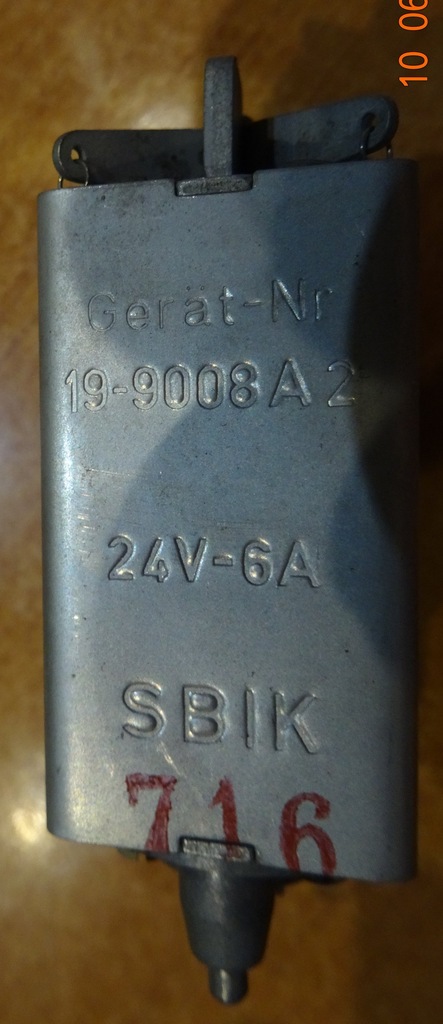 10 06
Gerät-Nr
19-9008 A 2
24V-6A
SBIK
716